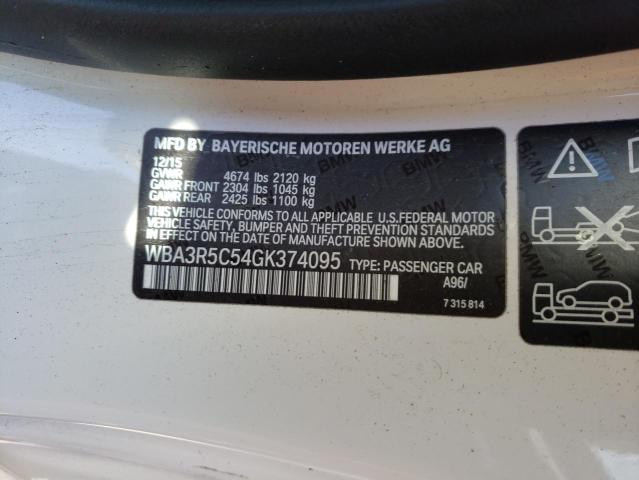 MFD BY BAYERISCHE MOTOREN WERKE AG
12/15
GVWR 4674 lbs 2120 kg
GAWR FRONT 2304 lbs 1045 kg
GAWR REAR 2425 lbs 1100 kg
THIS VEHICLE CONFORMS TO ALL APPLICABLE U.S.FEDERAL MOTOR
VEHICLE SAFETY, BUMPER AND THEFT PREVENTION STANDARDS
IN EFFECT ON THE DATE OF MANUFACTURE SHOWN ABOVE.
WBA3R5C54GK374095 TYPE: PASSENGER CAR
A96/
7 315 814
BMW